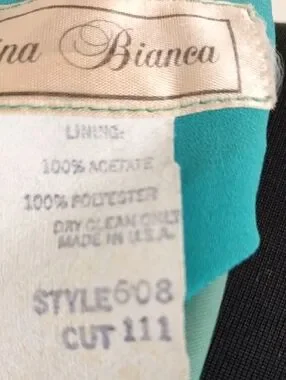 ina Bianca
LINING:
100% ACETATE
100% POLYESTER
DRY CLEAN ONLY
MADE IN U.S.A.
STYLE 608
CUT 111